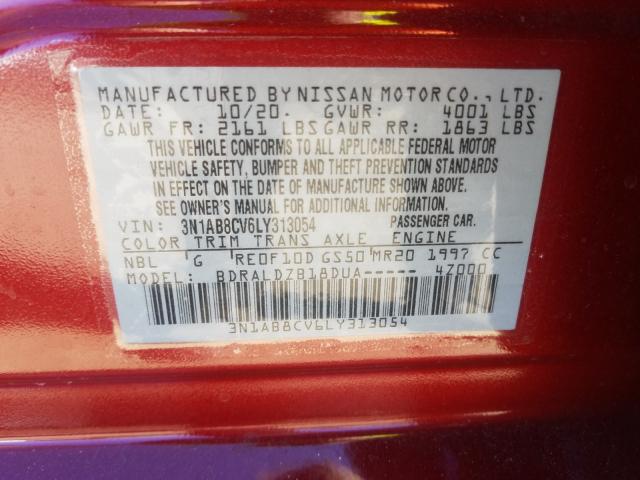 MANUFACTURED BY NISSAN MOTOR CO., LTD.
DATE: 10/20. GVWR: 4001 LBS
GAWR FR: 2161 LBS GAWR RR: 1863 LBS
THIS VEHICLE CONFORMS TO ALL APPLICABLE FEDERAL MOTOR
VEHICLE SAFETY, BUMPER AND THEFT PREVENTION STANDARDS
IN EFFECT ON THE DATE OF MANUFACTURE SHOWN ABOVE.
SEE OWNER'S MANUAL FOR ADDITIONAL INFORMATION.
VIN: 3N1AB8CV6LY313054 PASSENGER CAR.
COLOR TRIM TRANS AXLE ENGINE
NBL G RE0F10D GS50 MR20 1997 CC
MODEL: BDRALDZB18DUA----- 4Z000
3N1AB8CV6LY313054